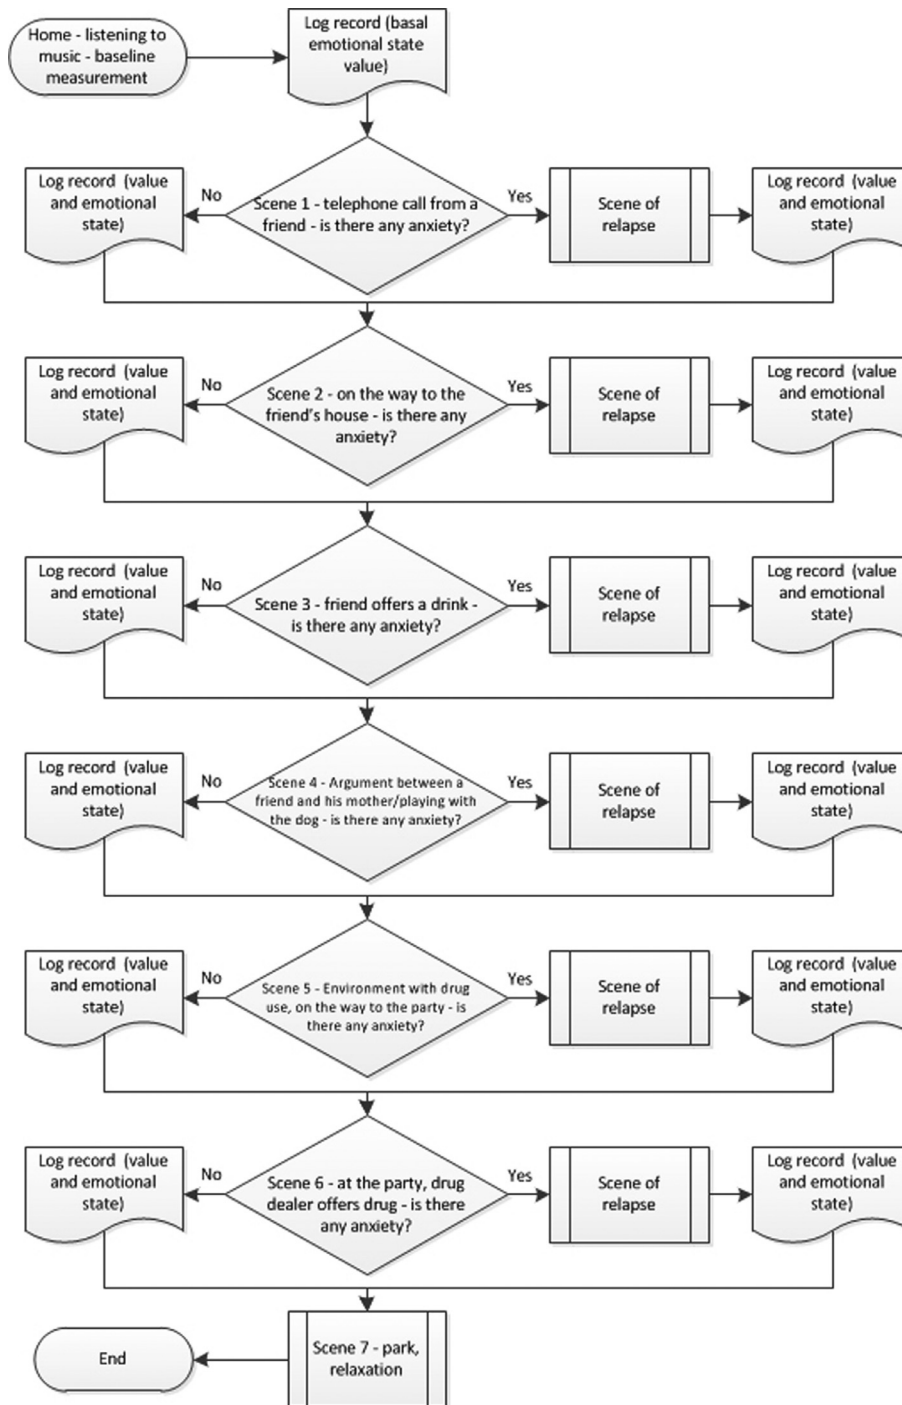 Home - listening to
music - baseline
measurement
Log record (basal
emotional state
value)
Log record (value
and emotional
state)
No
Scene 1 - telephone call from a
friend - is there any anxiety?
Yes
Scene of
relapse
Log record (value
and emotional
state)
Log record (value
and emotional
state)
No
Scene 2 - on the way to the
friend's house - is there any
anxiety?
Yes
Scene of
relapse
Log record (value
and emotional
state)
Log record (value
and emotional
state)
No
Scene 3 - friend offers a drink -
is there any anxiety?
Yes
Scene of
relapse
Log record (value
and emotional
state)
Log record (value
and emotional
state)
No
Scene 4 - Argument between a
friend and his mother/playing with
the dog - is there any anxiety?
Yes
Scene of
relapse
Log record (value
and emotional
state)
Log record (value
and emotional
state)
No
Scene 5 - Environment with drug
use, on the way to the party - is
there any anxiety?
Yes
Scene of
relapse
Log record (value
and emotional
state)
Log record (value
and emotional
state)
No
Scene 6 - at the party, drug
dealer offers drug - is there
any anxiety?
Yes
Scene of
relapse
Log record (value
and emotional
state)
Scene 7 - park,
relaxation
End